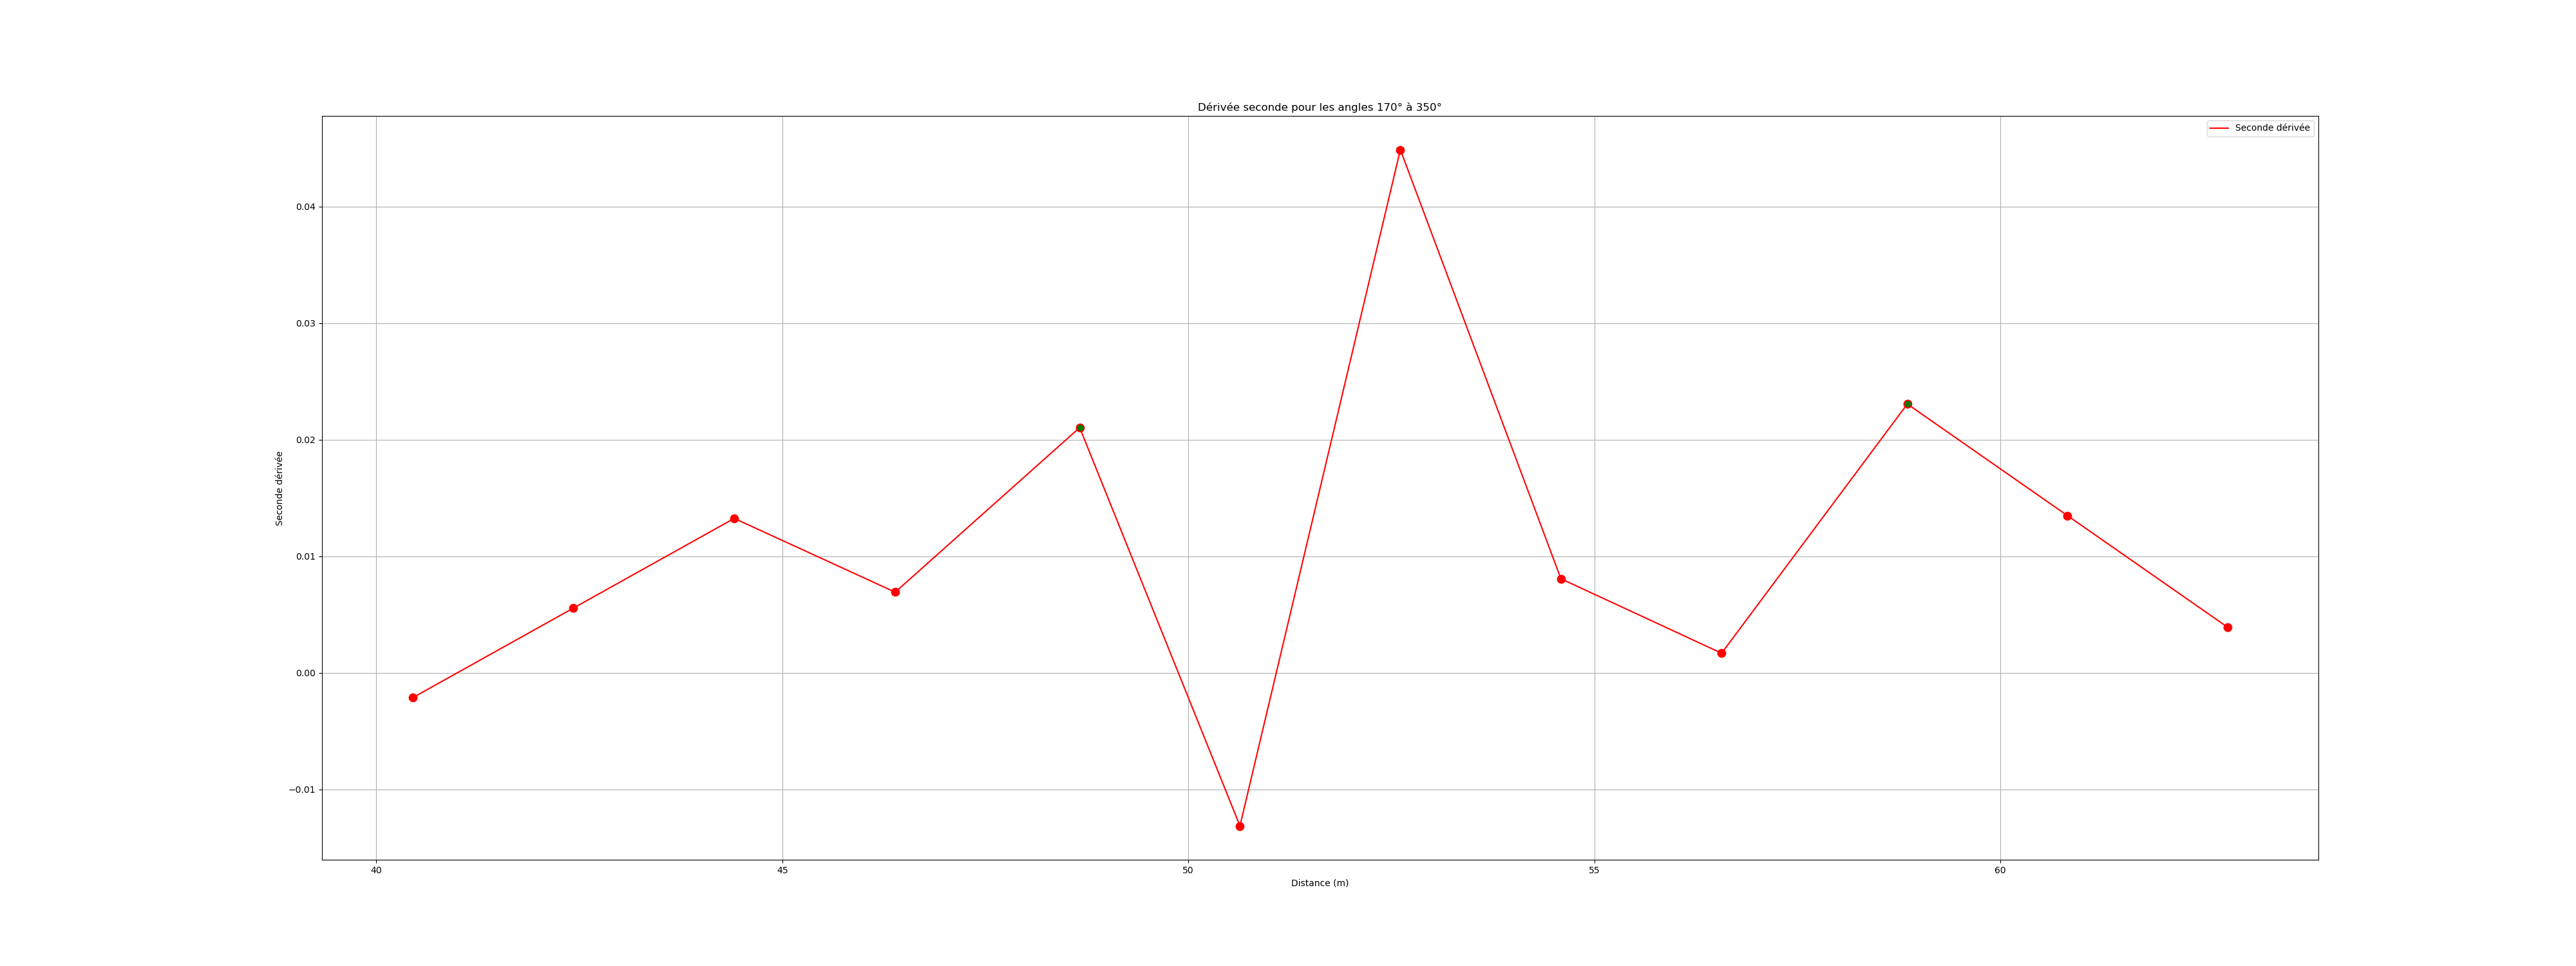 Dérivée seconde pour les angles 170° à 350°
Seconde dérivée
0.04
0.03
0.02
0.01
0.00
−0.01
Seconde dérivée
40 45 50 55 60
Distance (m)